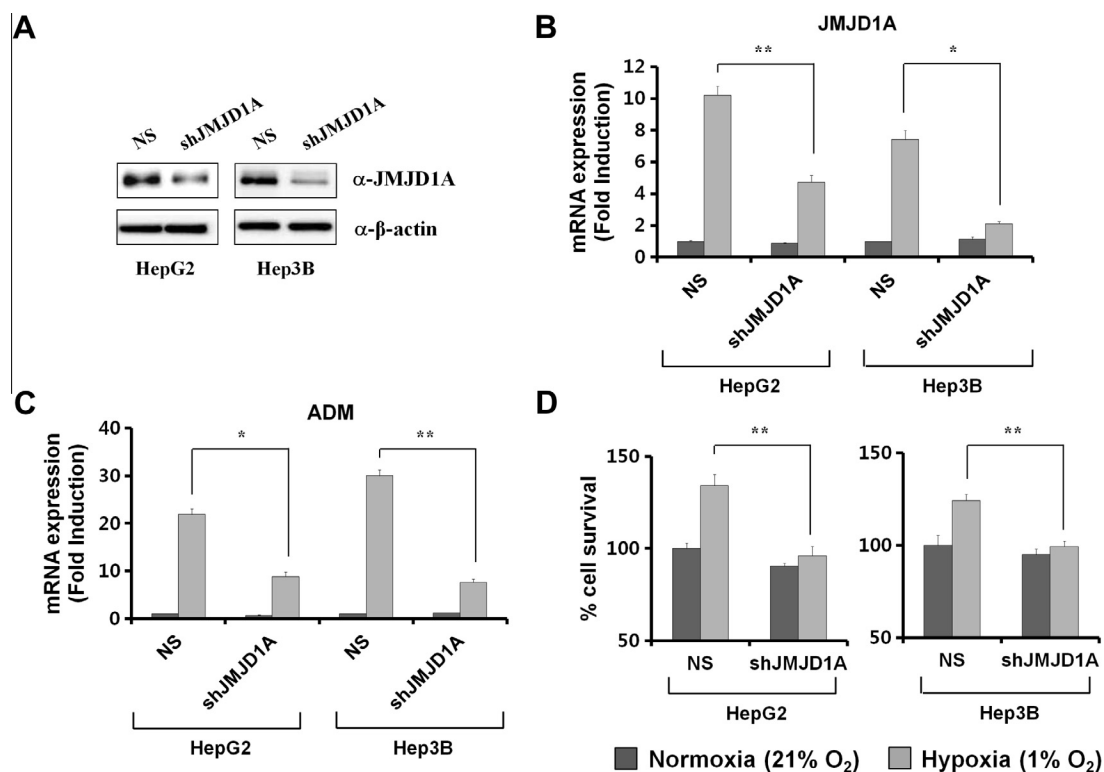 A
NS shJMJD1A NS shJMJD1A
α-JMJD1A
α-β-actin
HepG2 Hep3B
B
JMJD1A
mRNA expression
(Fold Induction)
12
10
8
6
4
2
0
** *
NS shJMJD1A NS shJMJD1A
HepG2 Hep3B
C
ADM
mRNA expression
(Fold Induction)
40
30
20
10
0
* **
NS shJMJD1A NS shJMJD1A
HepG2 Hep3B
D
% cell survival
150
100
50
**
NS shJMJD1A
HepG2
150
100
50
**
NS shJMJD1A
Hep3B
Normoxia (21% O₂) Hypoxia (1% O₂)